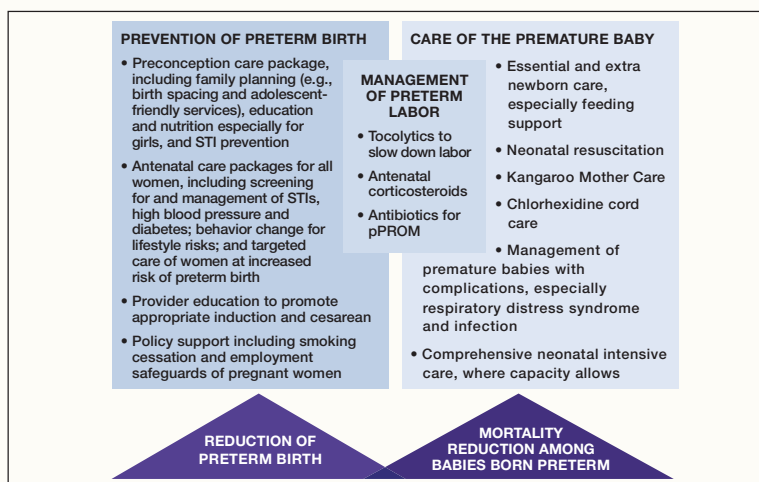 PREVENTION OF PRETERM BIRTH
• Preconception care package,
including family planning (e.g.,
birth spacing and adolescent-
friendly services), education
and nutrition especially for
girls, and STI prevention
• Antenatal care packages for all
women, including screening
for and management of STIs,
high blood pressure and
diabetes; behavior change for
lifestyle risks; and targeted
care of women at increased
risk of preterm birth
• Provider education to promote
appropriate induction and cesarean
• Policy support including smoking
cessation and employment
safeguards of pregnant women
MANAGEMENT
OF PRETERM
LABOR
• Tocolytics to
slow down labor
• Antenatal
corticosteroids
• Antibiotics for
pPROM
CARE OF THE PREMATURE BABY
• Essential and extra
newborn care,
especially feeding
support
• Neonatal resuscitation
• Kangaroo Mother Care
• Chlorhexidine cord
care
• Management of
premature babies with
complications, especially
respiratory distress syndrome
and infection
• Comprehensive neonatal intensive
care, where capacity allows
REDUCTION OF
PRETERM BIRTH
MORTALITY
REDUCTION AMONG
BABIES BORN PRETERM